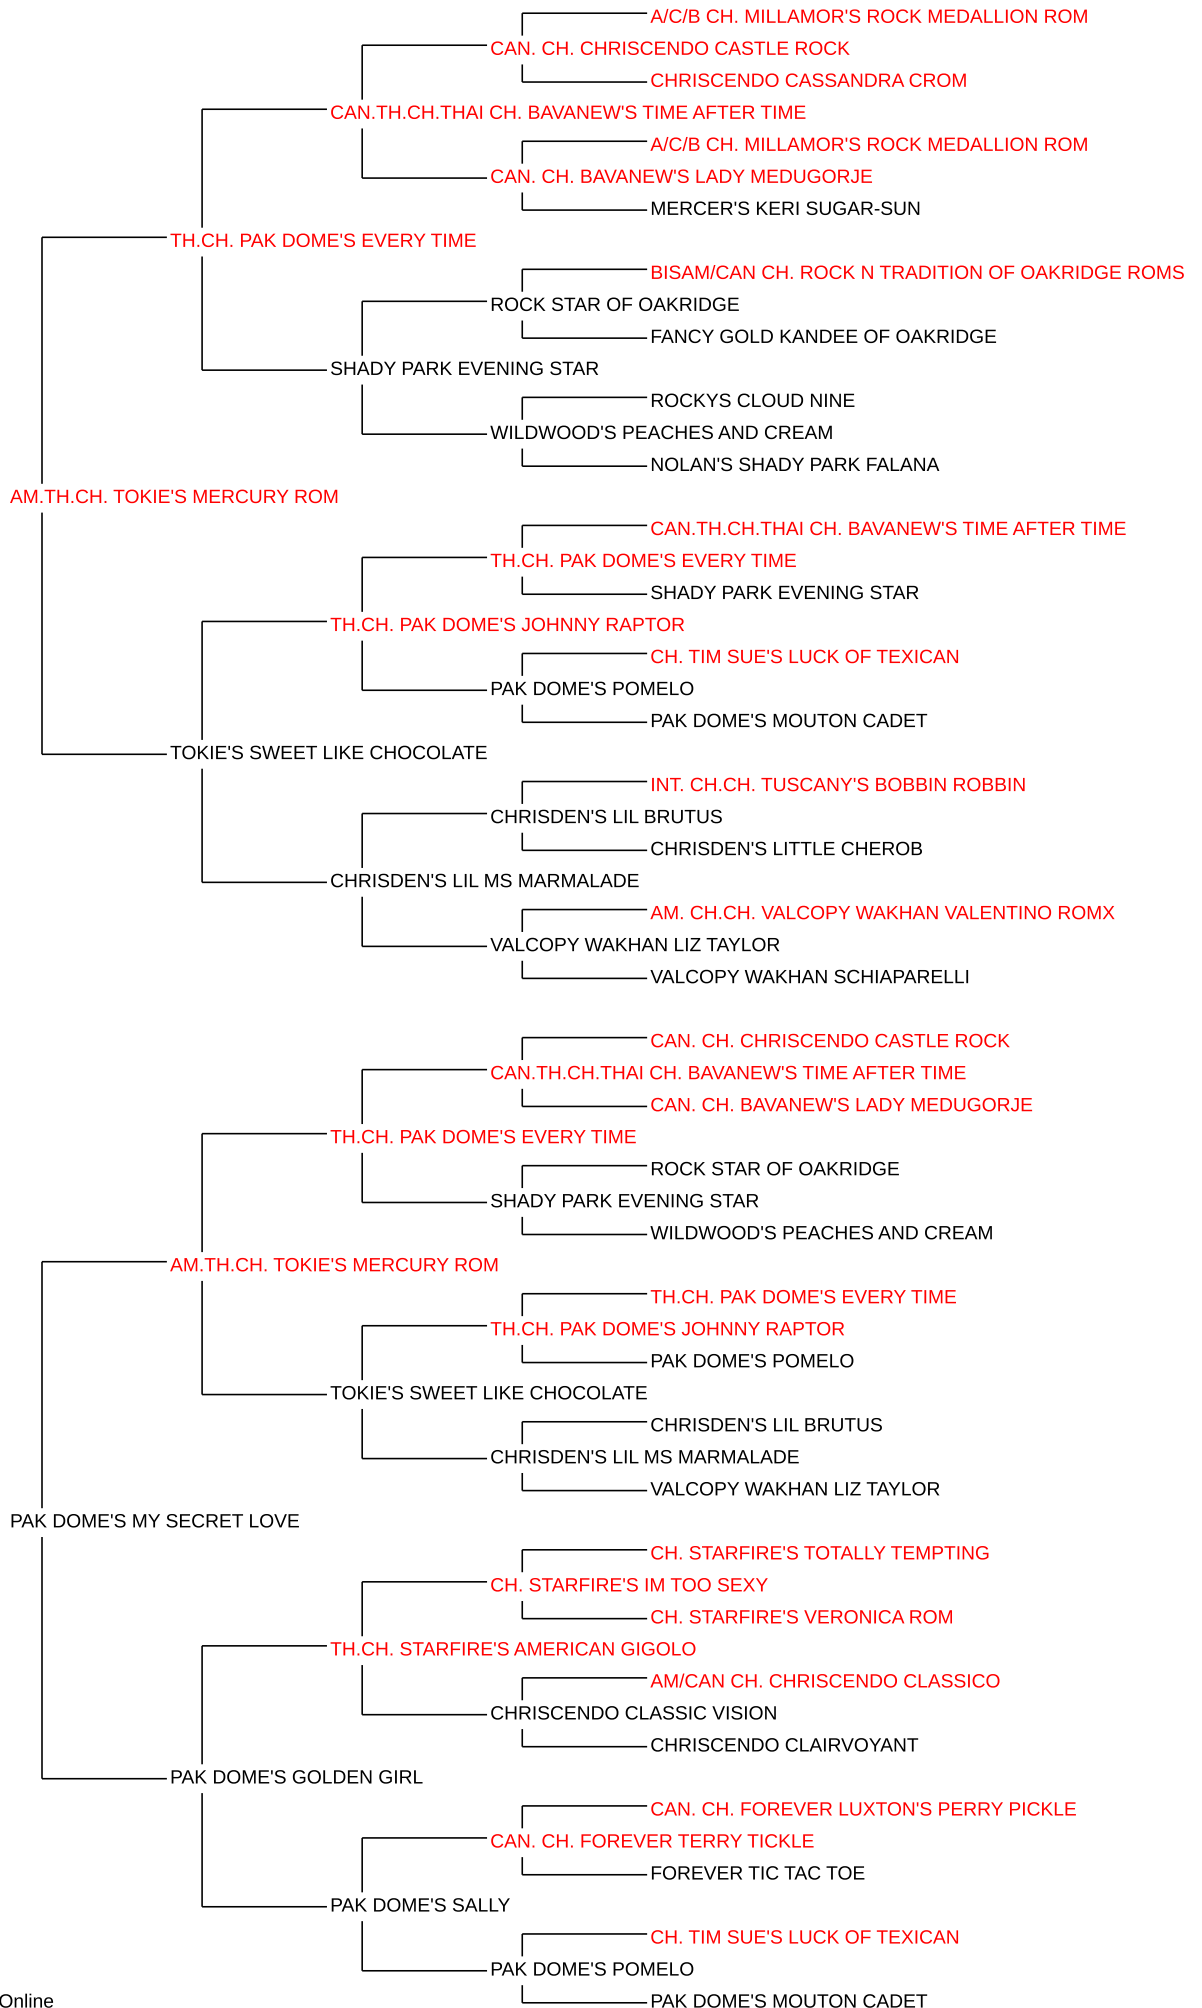 A/C/B CH. MILLAMOR'S ROCK MEDALLION ROM
CAN. CH. CHRISCENDO CASTLE ROCK
CHRISCENDO CASSANDRA CROM
CAN.TH.CH.THAI CH. BAVANEW'S TIME AFTER TIME
A/C/B CH. MILLAMOR'S ROCK MEDALLION ROM
CAN. CH. BAVANEW'S LADY MEDUGORJE
MERCER'S KERI SUGAR-SUN
TH.CH. PAK DOME'S EVERY TIME
BISAM/CAN CH. ROCK N TRADITION OF OAKRIDGE ROMS
ROCK STAR OF OAKRIDGE
FANCY GOLD KANDEE OF OAKRIDGE
SHADY PARK EVENING STAR
ROCKYS CLOUD NINE
WILDWOOD'S PEACHES AND CREAM
NOLAN'S SHADY PARK FALANA
AM.TH.CH. TOKIE'S MERCURY ROM
CAN.TH.CH.THAI CH. BAVANEW'S TIME AFTER TIME
TH.CH. PAK DOME'S EVERY TIME
SHADY PARK EVENING STAR
TH.CH. PAK DOME'S JOHNNY RAPTOR
CH. TIM SUE'S LUCK OF TEXICAN
PAK DOME'S POMELO
PAK DOME'S MOUTON CADET
TOKIE'S SWEET LIKE CHOCOLATE
INT. CH.CH. TUSCANY'S BOBBIN ROBBIN
CHRISDEN'S LIL BRUTUS
CHRISDEN'S LITTLE CHEROB
CHRISDEN'S LIL MS MARMALADE
AM. CH.CH. VALCOPY WAKHAN VALENTINO ROMX
VALCOPY WAKHAN LIZ TAYLOR
VALCOPY WAKHAN SCHIAPARELLI
CAN. CH. CHRISCENDO CASTLE ROCK
CAN.TH.CH.THAI CH. BAVANEW'S TIME AFTER TIME
CAN. CH. BAVANEW'S LADY MEDUGORJE
TH.CH. PAK DOME'S EVERY TIME
ROCK STAR OF OAKRIDGE
SHADY PARK EVENING STAR
WILDWOOD'S PEACHES AND CREAM
AM.TH.CH. TOKIE'S MERCURY ROM
TH.CH. PAK DOME'S EVERY TIME
TH.CH. PAK DOME'S JOHNNY RAPTOR
PAK DOME'S POMELO
TOKIE'S SWEET LIKE CHOCOLATE
CHRISDEN'S LIL BRUTUS
CHRISDEN'S LIL MS MARMALADE
VALCOPY WAKHAN LIZ TAYLOR
PAK DOME'S MY SECRET LOVE
CH. STARFIRE'S TOTALLY TEMPTING
CH. STARFIRE'S IM TOO SEXY
CH. STARFIRE'S VERONICA ROM
TH.CH. STARFIRE'S AMERICAN GIGOLO
AM/CAN CH. CHRISCENDO CLASSICO
CHRISCENDO CLASSIC VISION
CHRISCENDO CLAIRVOYANT
PAK DOME'S GOLDEN GIRL
CAN. CH. FOREVER LUXTON'S PERRY PICKLE
CAN. CH. FOREVER TERRY TICKLE
FOREVER TIC TAC TOE
PAK DOME'S SALLY
CH. TIM SUE'S LUCK OF TEXICAN
PAK DOME'S POMELO
PAK DOME'S MOUTON CADET
Online